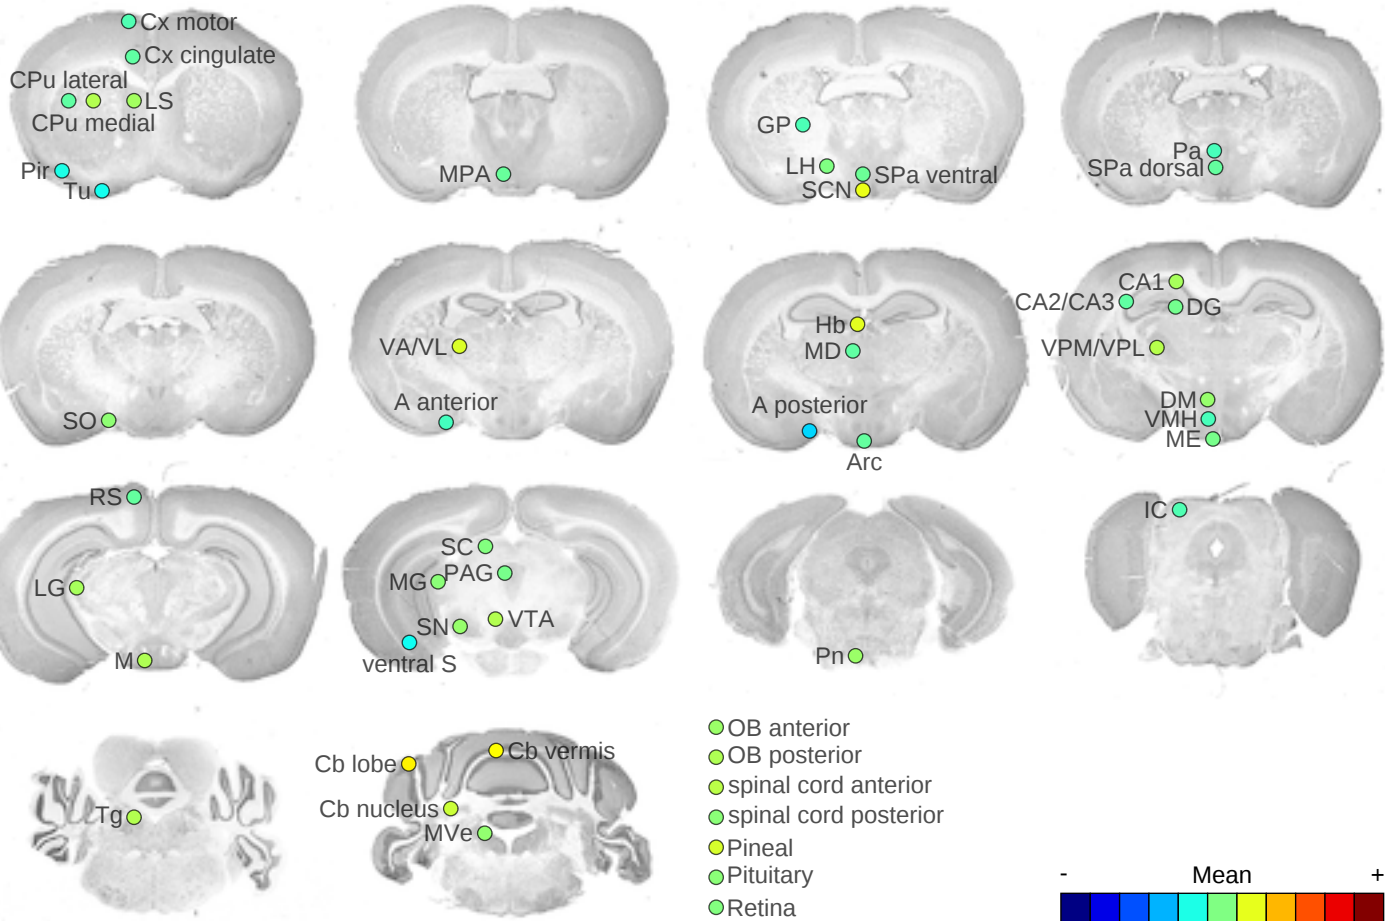 Cx motor
Cx cingulate
CPu lateral
LS
CPu medial
Pir
Tu
MPA
GP
LH
SPa ventral
SCN
Pa
SPa dorsal
SO
VA/VL
A anterior
Hb
MD
A posterior
Arc
CA1
CA2/CA3
DG
VPM/VPL
DM
VMH
ME
RS
LG
M
SC
MG
PAG
SN
VTA
ventral S
Pn
IC
Tg
Cb lobe
Cb vermis
Cb nucleus
MVe
OB anterior
OB posterior
spinal cord anterior
spinal cord posterior
Pineal
Pituitary
Retina
- Mean +